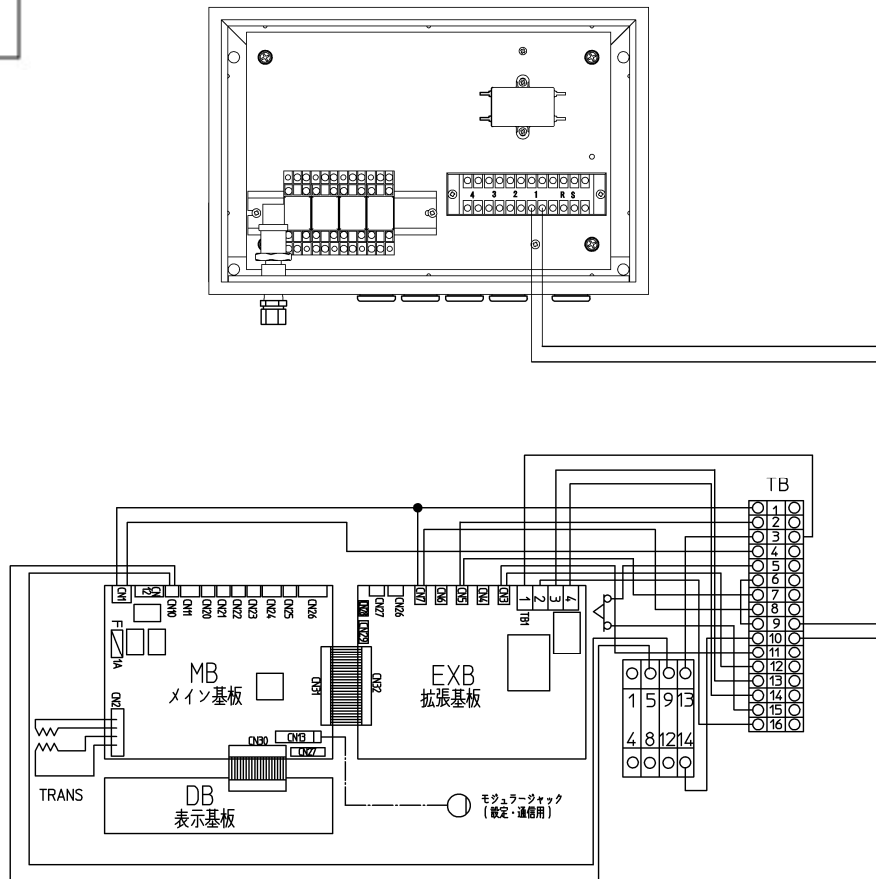 4 3 2 1 R S
TB
1
2
3
4
5
6
7
8
9
10
11
12
13
14
15
16
CN1
CN10
CN11
CN20
CN21
CN22
CN23
CN24
CN25
CN26
CN27
CN26
CN7
CN6
CN5
CN4
CN3
1 2 3 4
TB1
CN29
F
1A
MB
メイン基板
CN31
CN32
EXB
拡張基板
CN2
1 5 9 13
4 8 12 14
CN13
CN30
CN27
TRANS
DB
表示基板
モジュラージャック
(設定・通信用)